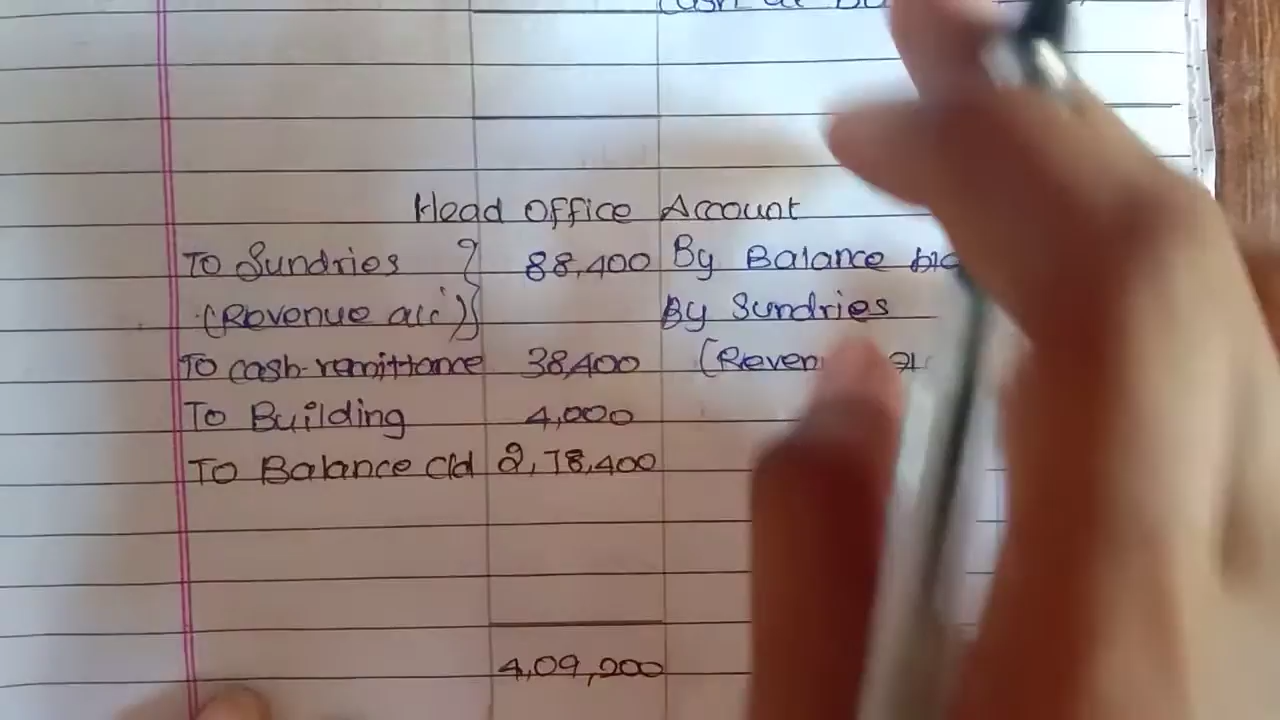 Head Office Account
To Sundries } 88,400 By Balance b/d
(Revenue a/c) } By Sundries
To cash remittance 38,400
To Building 4,000
To Balance C/d 2,78,400
4,09,200